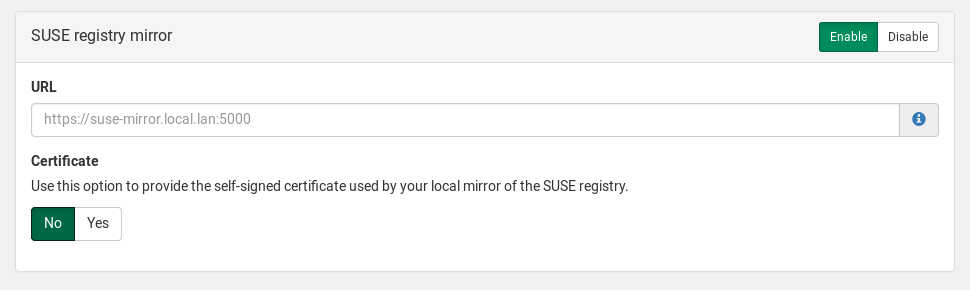 SUSE registry mirror
Enable Disable
URL
https://suse-mirror.local.lan:5000
Certificate
Use this option to provide the self-signed certificate used by your local mirror of the SUSE registry.
No Yes